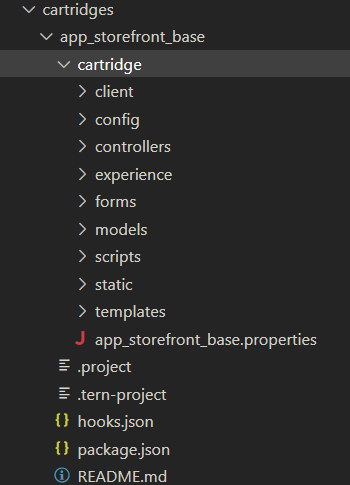 cartridges
app_storefront_base
cartridge
client
config
controllers
experience
forms
models
scripts
static
templates
app_storefront_base.properties
.project
.tern-project
hooks.json
package.json
README.md